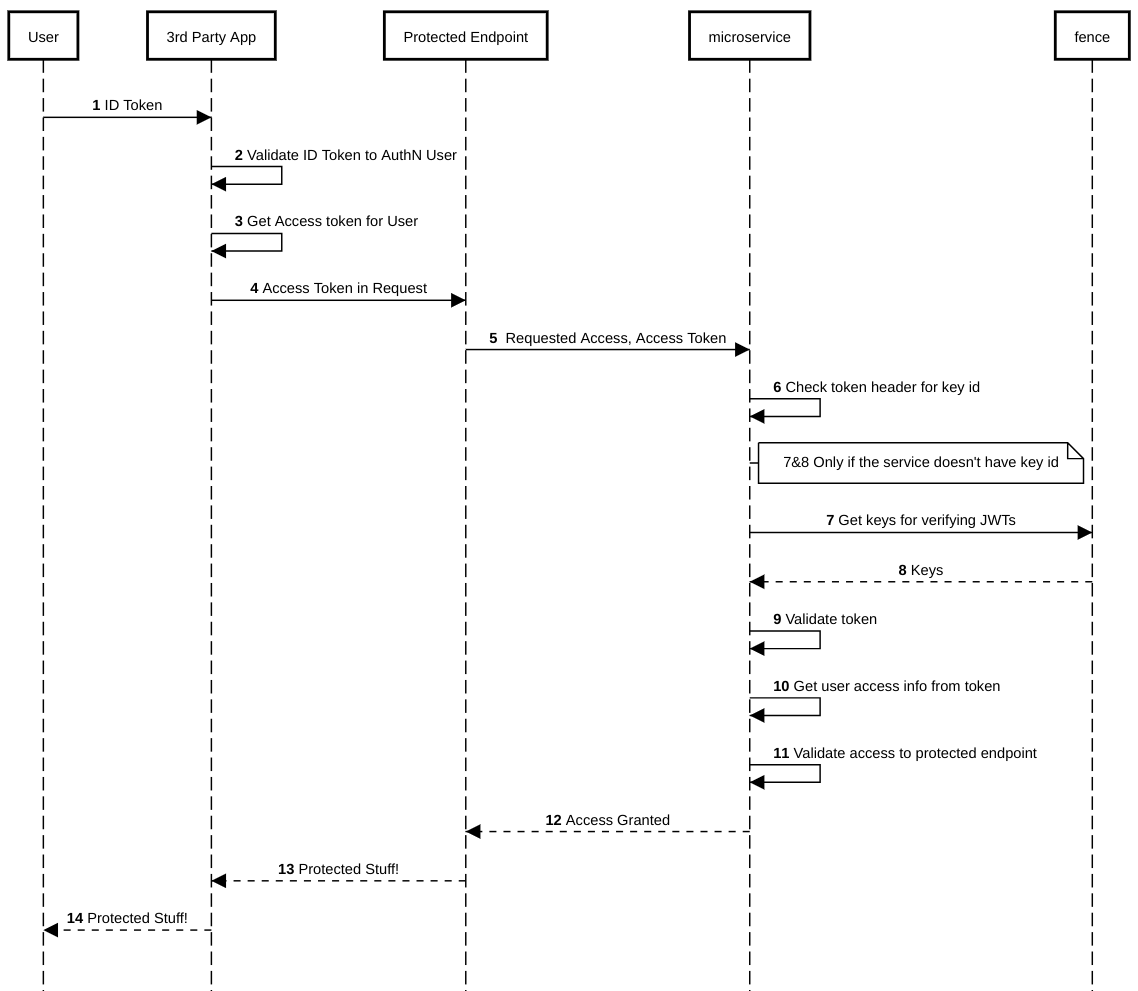 User
3rd Party App
Protected Endpoint
microservice
fence
1 ID Token
2 Validate ID Token to AuthN User
3 Get Access token for User
4 Access Token in Request
5  Requested Access, Access Token
6 Check token header for key id
7&8 Only if the service doesn't have key id
7 Get keys for verifying JWTs
8 Keys
9 Validate token
10 Get user access info from token
11 Validate access to protected endpoint
12 Access Granted
13 Protected Stuff!
14 Protected Stuff!